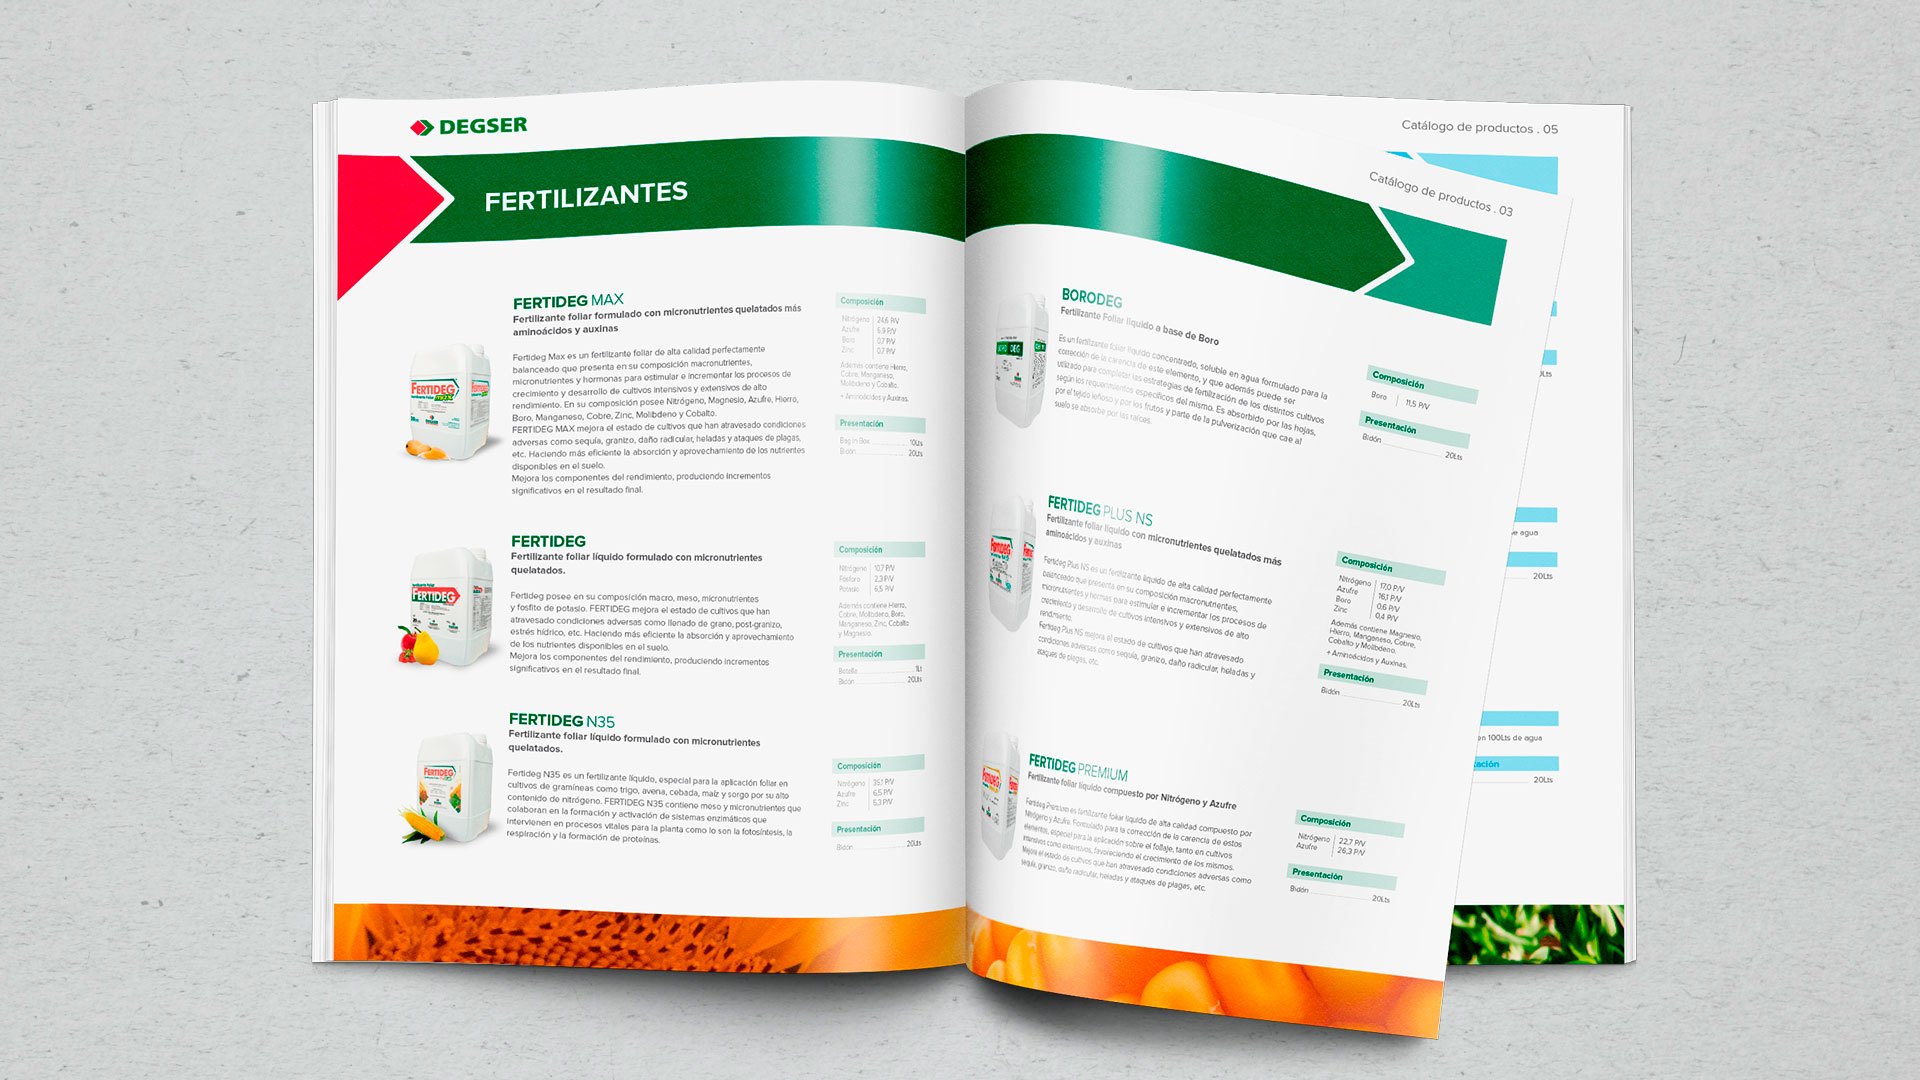 DEGSER
FERTILIZANTES
FERTIDEG MAX
Fertilizante foliar formulado con micronutrientes quelatados más
aminoácidos y auxinas
Fertideg Max es un fertilizante foliar de alta calidad perfectamente
balanceado que presenta en su composición macronutrientes,
micronutrientes y hormonas para estimular e incrementar los procesos de
crecimiento y desarrollo de cultivos intensivos y extensivos de alto
rendimiento. En su composición posee Nitrógeno, Magnesio, Azufre, Hierro,
Boro, Manganeso, Cobre, Zinc, Molibdeno y Cobalto.
FERTIDEG MAX mejora el estado de cultivos que han atravesado condiciones
adversas como sequía, granizo, daño radicular, heladas y ataques de plagas,
etc. Haciendo más eficiente la absorción y aprovechamiento de los nutrientes
disponibles en el suelo.
Mejora los componentes del rendimiento, produciendo incrementos
significativos en el resultado final.
Composición
Nitrógeno 24,6 P/V
Azufre 6,9 P/V
Boro 0,7 P/V
Zinc 0,7 P/V
Además contiene Hierro,
Cobre, Manganeso,
Molibdeno y Cobalto.
+ Aminoácidos y Auxinas.
Presentación
Bag in Box 10Lts
Bidón 20Lts
FERTIDEG
Fertilizante foliar líquido formulado con micronutrientes
quelatados.
Fertideg posee en su composición macro, meso, micronutrientes
y fosfito de potasio. FERTIDEG mejora el estado de cultivos que han
atravesado condiciones adversas como llenado de grano, post-granizo,
estrés hídrico, etc. Haciendo más eficiente la absorción y aprovechamiento
de los nutrientes disponibles en el suelo.
Mejora los componentes del rendimiento, produciendo incrementos
significativos en el resultado final.
Composición
Nitrógeno 10,7 P/V
Fósforo 2,3 P/V
Potasio 6,5 P/V
Además contiene Hierro,
Cobre, Molibdeno, Boro,
Manganeso, Zinc, Cobalto
y Magnesio.
Presentación
Botella 1Lt
Bidón 20Lts
FERTIDEG N35
Fertilizante foliar líquido formulado con micronutrientes
quelatados.
Fertideg N35 es un fertilizante líquido, especial para la aplicación foliar en
cultivos de gramíneas como trigo, avena, cebada, maíz y sorgo por su alto
contenido de nitrógeno. FERTIDEG N35 contiene meso y micronutrientes que
colaboran en la formación y activación de sistemas enzimáticos que
intervienen en procesos vitales para la planta como lo son la fotosíntesis, la
respiración y la formación de proteínas.
Composición
Nitrógeno 35,1 P/V
Azufre 6,5 P/V
Zinc 5,3 P/V
Presentación
Bidón 20Lts
Catálogo de productos . 03
BORODEG
Fertilizante Foliar líquido a base de Boro
Es un fertilizante foliar líquido concentrado, soluble en agua formulado para la
corrección de la carencia de este elemento, y que además puede ser
utilizado para completar las estrategias de fertilización de los distintos cultivos
según los requerimientos específicos del mismo. Es absorbido por las hojas,
por el tejido leñoso y por los frutos y parte de la pulverización que cae al
suelo se absorbe por las raíces.
Composición
Boro 11,5 P/V
Presentación
Bidón 20Lts
FERTIDEG PLUS NS
Fertilizante foliar líquido con micronutrientes quelatados más
aminoácidos y auxinas
Fertideg Plus NS es un fertilizante líquido de alta calidad perfectamente
balanceado que presenta en su composición macronutrientes,
micronutrientes y hormas para estimular e incrementar los procesos de
crecimiento y desarrollo de cultivos intensivos y extensivos de alto
rendimiento.
Fertideg Plus NS mejora el estado de cultivos que han atravesado
condiciones adversas como sequía, granizo, daño radicular, heladas y
ataques de plagas, etc.
Composición
Nitrógeno 17,0 P/V
Azufre 16,1 P/V
Boro 0,6 P/V
Zinc 0,4 P/V
Además contiene Magnesio,
Hierro, Manganeso, Cobre,
Cobalto y Molibdeno.
+ Aminoácidos y Auxinas.
Presentación
Bidón 20Lts
FERTIDEG PREMIUM
Fertilizante foliar líquido compuesto por Nitrógeno y Azufre
Fertideg Premium es fertilizante foliar líquido de alta calidad compuesto por
Nitrógeno y Azufre. Formulado para la corrección de la carencia de estos
elementos, especial para la aplicación sobre el follaje, tanto en cultivos
intensivos como extensivos, favoreciendo el crecimiento de los mismos.
Mejora el estado de cultivos que han atravesado condiciones adversas como
sequía, granizo, daño radicular, heladas y ataques de plagas, etc.
Composición
Nitrógeno 22,7 P/V
Azufre 26,3 P/V
Presentación
Bidón 20Lts
Catálogo de productos . 05
Lts
e agua
20Lts
en 100Lts de agua
ación
20Lts